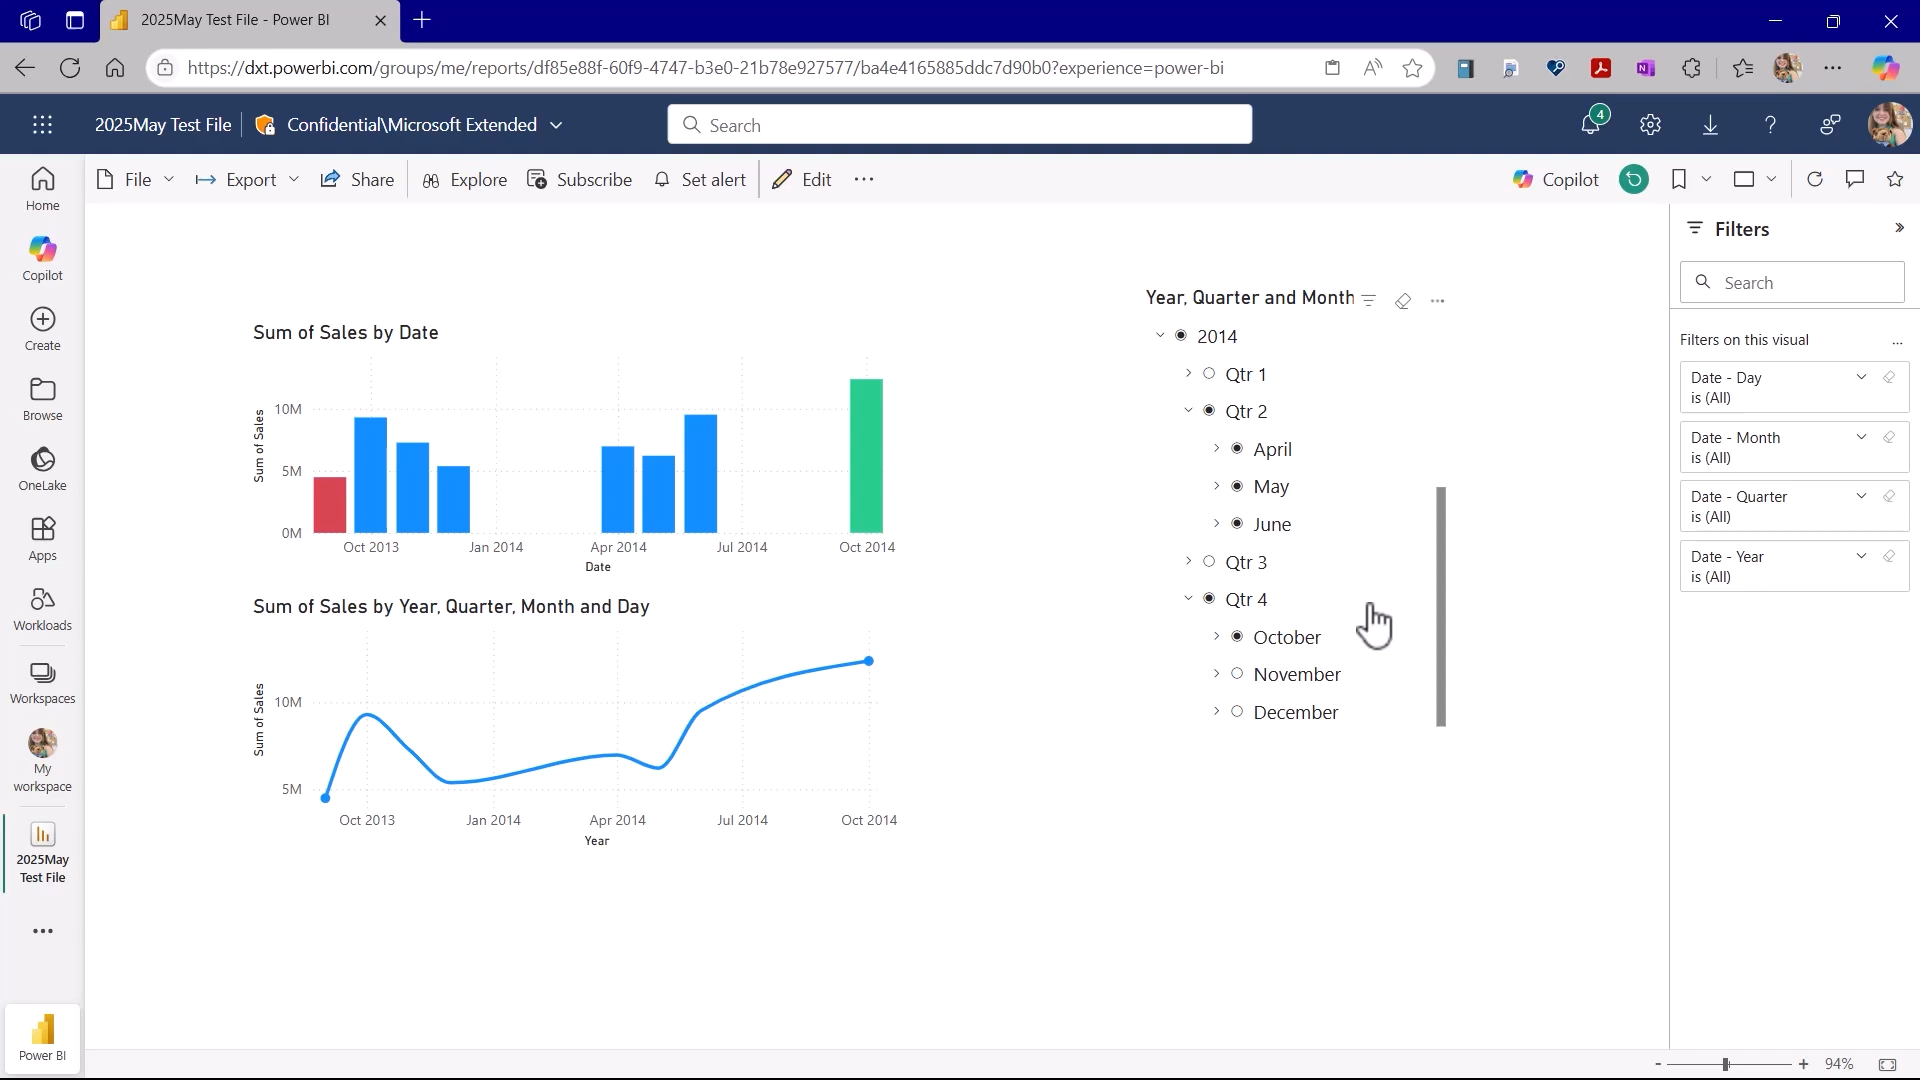 2025May Test File - Power BI
https://dxt.powerbi.com/groups/me/reports/df85e88f-60f9-4747-b3e0-21b78e927577/ba4e4165885ddc7d90b0?experience=power-bi
2025May Test File
Confidential\Microsoft Extended
Search
4
File
Export
Share
Explore
Subscribe
Set alert
Edit
Copilot
Home
Copilot
Create
Browse
OneLake
Apps
Workloads
Workspaces
My
workspace
2025May
Test File
Power BI
Sum of Sales by Date
Sum of Sales
10M
5M
0M
Oct 2013
Jan 2014
Apr 2014
Jul 2014
Oct 2014
Date
Sum of Sales by Year, Quarter, Month and Day
Sum of Sales
10M
5M
Oct 2013
Jan 2014
Apr 2014
Jul 2014
Oct 2014
Year
Year, Quarter and Month
2014
Qtr 1
Qtr 2
April
May
June
Qtr 3
Qtr 4
October
November
December
Filters
Search
Filters on this visual
Date - Day
is (All)
Date - Month
is (All)
Date - Quarter
is (All)
Date - Year
is (All)
- + 94%